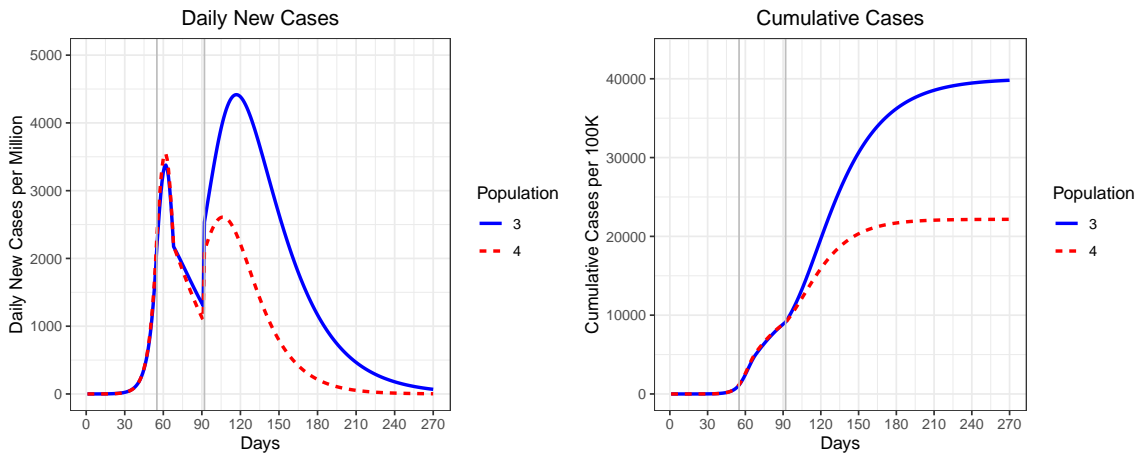 Daily New Cases
Daily New Cases per Million
5000
4000
3000
2000
1000
0
0 30 60 90 120 150 180 210 240 270
Days
Population
3
4
Cumulative Cases
Cumulative Cases per 100K
40000
30000
20000
10000
0
0 30 60 90 120 150 180 210 240 270
Days
Population
3
4